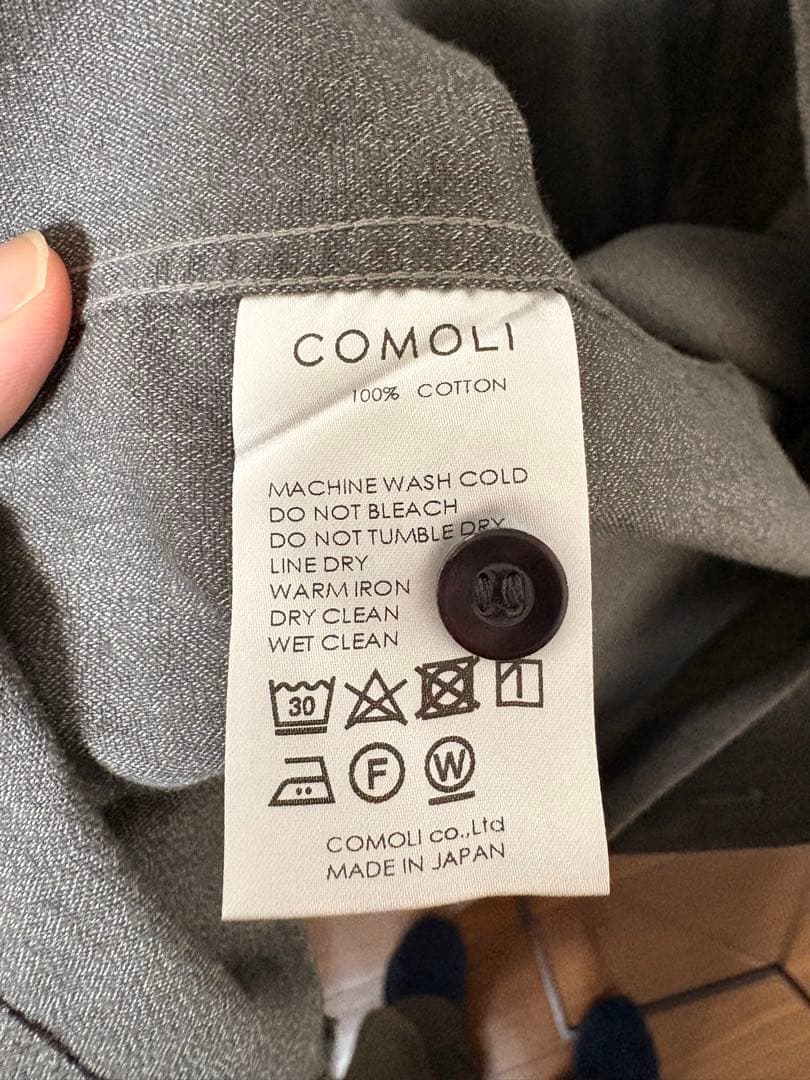 COMOLI
100% COTTON
MACHINE WASH COLD
DO NOT BLEACH
DO NOT TUMBLE DRY
LINE DRY
WARM IRON
DRY CLEAN
WET CLEAN
30
F W
COMOLI co.,Ltd
MADE IN JAPAN